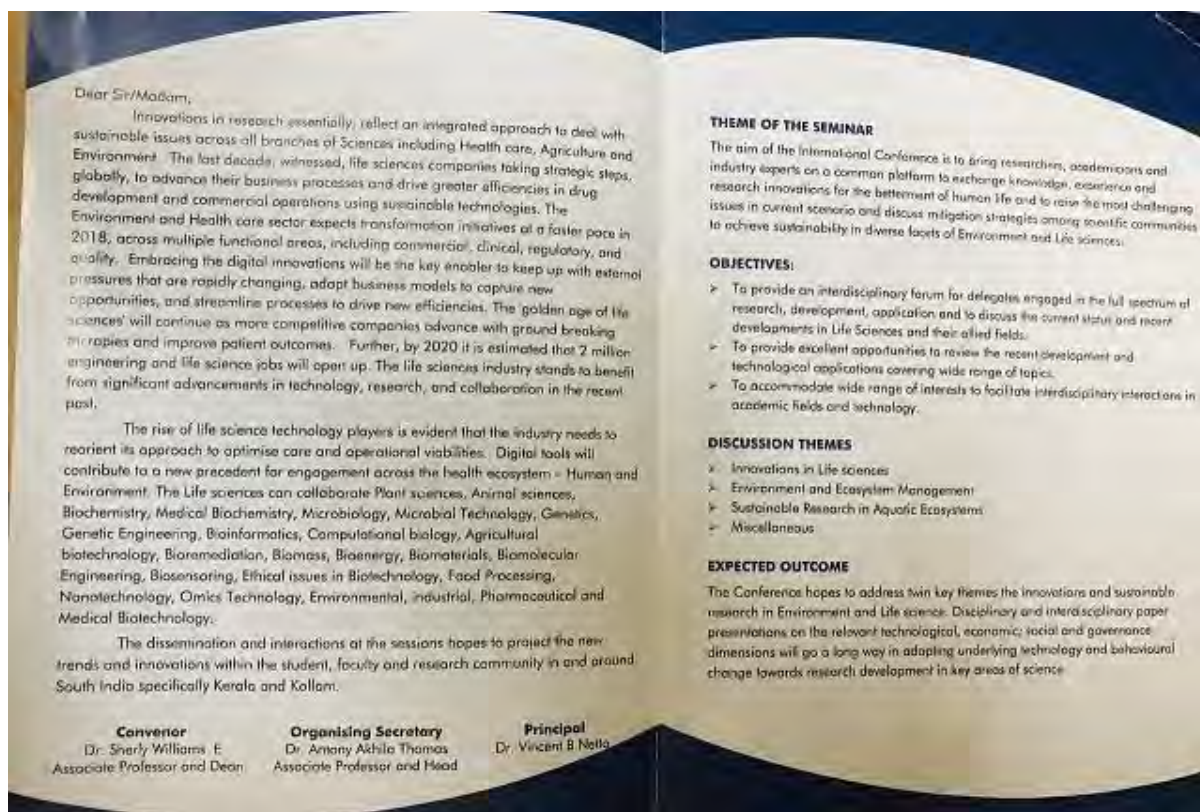 Dear Sir/Madam,
Innovations in research essentially, reflect an integrated approach to deal with
sustainable issues across all branches of Sciences including Health care, Agriculture and
Environment. The last decade, witnessed, life sciences companies taking strategic steps,
globally, to advance their business processes and drive greater efficiencies in drug
development and commercial operations using sustainable technologies. The
Environment and Health care sector expects transformation initiatives at a faster pace in
2018, across multiple functional areas, including commercial, clinical, regulatory, and
quality. Embracing the digital innovations will be the key enabler to keep up with external
pressures that are rapidly changing, adapt business models to capture new
opportunities, and streamline processes to drive new efficiencies. The 'golden age of life
sciences' will continue as more competitive companies advance with ground breaking
therapies and improve patient outcomes. Further, by 2020 it is estimated that 2 million
engineering and life science jobs will open up. The life sciences industry stands to benefit
from significant advancements in technology, research, and collaboration in the recent
past.
The rise of life science technology players is evident that the industry needs to
reorient its approach to optimise care and operational viabilities. Digital tools will
contribute to a new precedent for engagement across the health ecosystem - Human and
Environment. The Life sciences can collaborate Plant sciences, Animal sciences,
Biochemistry, Medical Biochemistry, Microbiology, Microbial Technology, Genetics,
Genetic Engineering, Bioinformatics, Computational biology, Agricultural
biotechnology, Bioremediation, Biomass, Bioenergy, Biomaterials, Biomolecular
Engineering, Biosensoring, Ethical issues in Biotechnology, Food Processing,
Nanotechnology, Omics Technology, Environmental, industrial, Pharmaceutical and
Medical Biotechnology.
The dissemination and interactions at the sessions hopes to project the new
trends and innovations within the student, faculty and research community in and around
South India specifically Kerala and Kollam.
Convenor
Dr. Sherly Williams. E
Associate Professor and Dean
Organising Secretary
Dr. Amany Akhila Thomas
Associate Professor and Head
Principal
Dr. Vincent B Netto
THEME OF THE SEMINAR
The aim of the International Conference is to bring researchers, academicians and
industry experts on a common platform to exchange knowledge, experience and
research innovations for the betterment of human life and to raise the most challenging
issues in current scenario and discuss mitigation strategies among scientific communities
to achieve sustainability in diverse facets of Environment and Life sciences.
OBJECTIVES:
➢ To provide an interdisciplinary forum for delegates engaged in the full spectrum of
research, development, application and to discuss the current status and recent
developments in Life Sciences and their allied fields.
➢ To provide excellent opportunities to review the recent development and
technological applications covering wide range of topics.
➢ To accommodate wide range of interests to facilitate interdisciplinary interactions in
academic fields and technology.
DISCUSSION THEMES
➢ Innovations in Life sciences
➢ Environment and Ecosystem Management
➢ Sustainable Research in Aquatic Ecosystems
➢ Miscellaneous
EXPECTED OUTCOME
The Conference hopes to address twin key themes the innovations and sustainable
research in Environment and Life science. Disciplinary and interdisciplinary paper
presentations on the relevant technological, economic, social and governance
dimensions will go a long way in adapting underlying technology and behavioural
change towards research development in key areas of science